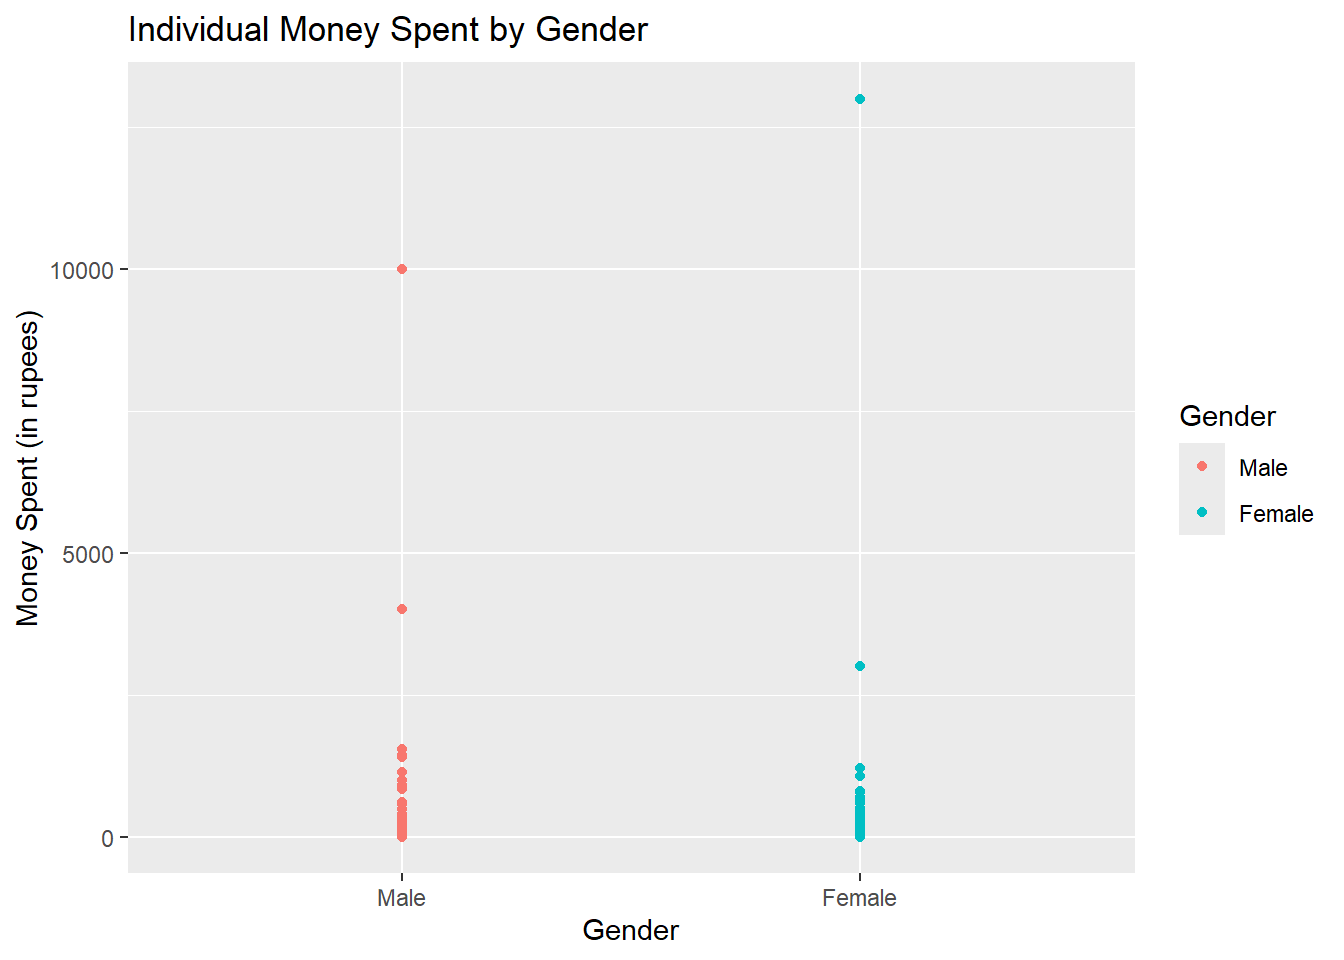 Individual Money Spent by Gender
Money Spent (in rupees)
10000
5000
0
Male
Female
Gender
Gender
Male
Female